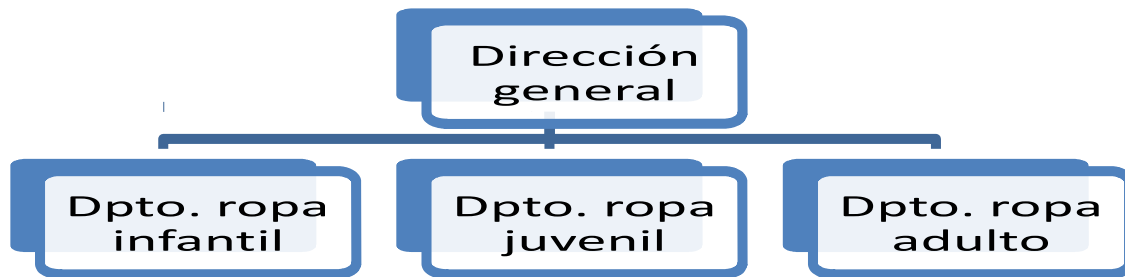 Dirección
general
Dpto. ropa
infantil
Dpto. ropa
juvenil
Dpto. ropa
adulto